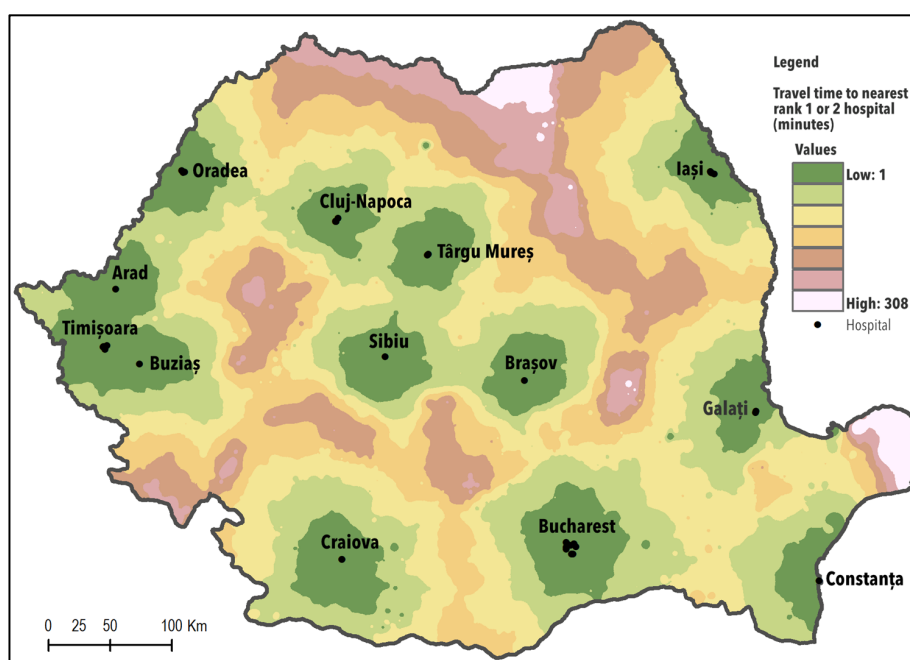 Legend
Travel time to nearest
rank 1 or 2 hospital
(minutes)
Values
Low: 1
High: 308
Hospital
Oradea
Iași
Cluj-Napoca
Târgu Mureș
Arad
Timișoara
Buziaș
Sibiu
Brașov
Galați
Bucharest
Craiova
Constanța
0 25 50 100 Km